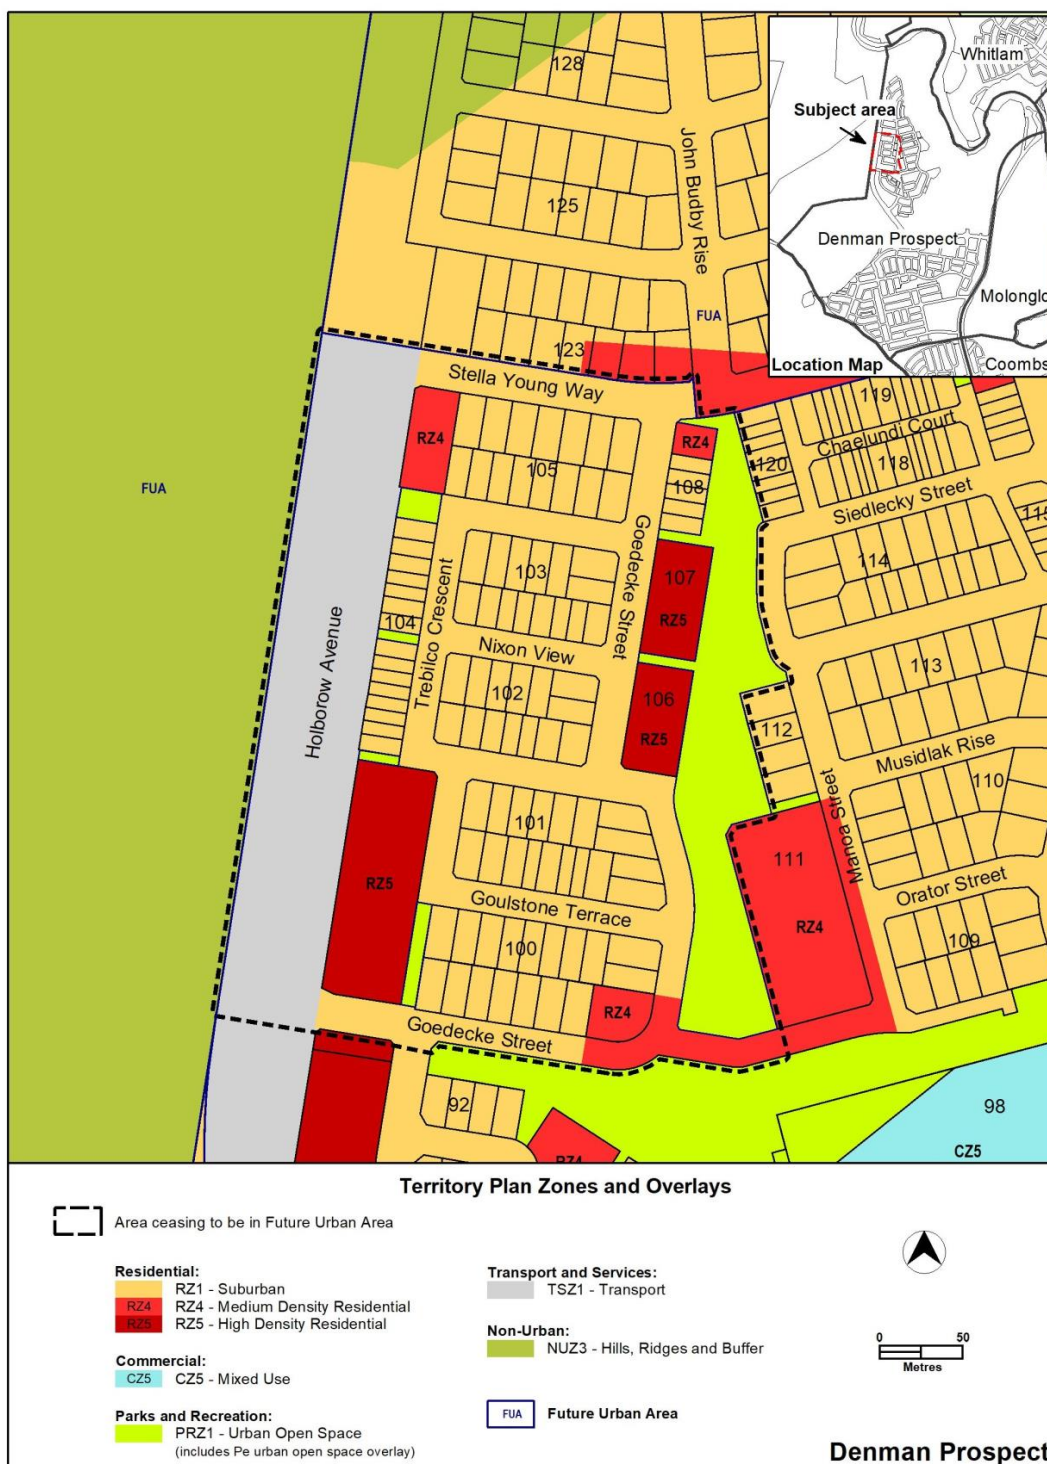 128
John Budby Rise
125
FUA
123
Stella Young Way
Whitlam
Subject area
Denman Prospect
Molonglo
Location Map
Coombs
RZ4
105
RZ4
108
119
Chaelundi Court
120
118
Siedlecky Street
115
FUA
103
Goedecke Street
107
RZ5
114
104
Trebilco Crescent
Nixon View
Holborow Avenue
102
106
RZ5
113
112
Musidlak Rise
110
Manoa Street
101
RZ5
111
Goulstone Terrace
RZ4
Orator Street
100
109
RZ4
Goedecke Street
92
98
RZ4
CZ5
Territory Plan Zones and Overlays
Area ceasing to be in Future Urban Area
Residential:
RZ1 - Suburban
RZ4 RZ4 - Medium Density Residential
RZ5 RZ5 - High Density Residential
Commercial:
CZ5 CZ5 - Mixed Use
Parks and Recreation:
PRZ1 - Urban Open Space
(includes Pe urban open space overlay)
Transport and Services:
TSZ1 - Transport
Non-Urban:
NUZ3 - Hills, Ridges and Buffer
FUA Future Urban Area
0 50
Metres
Denman Prospect